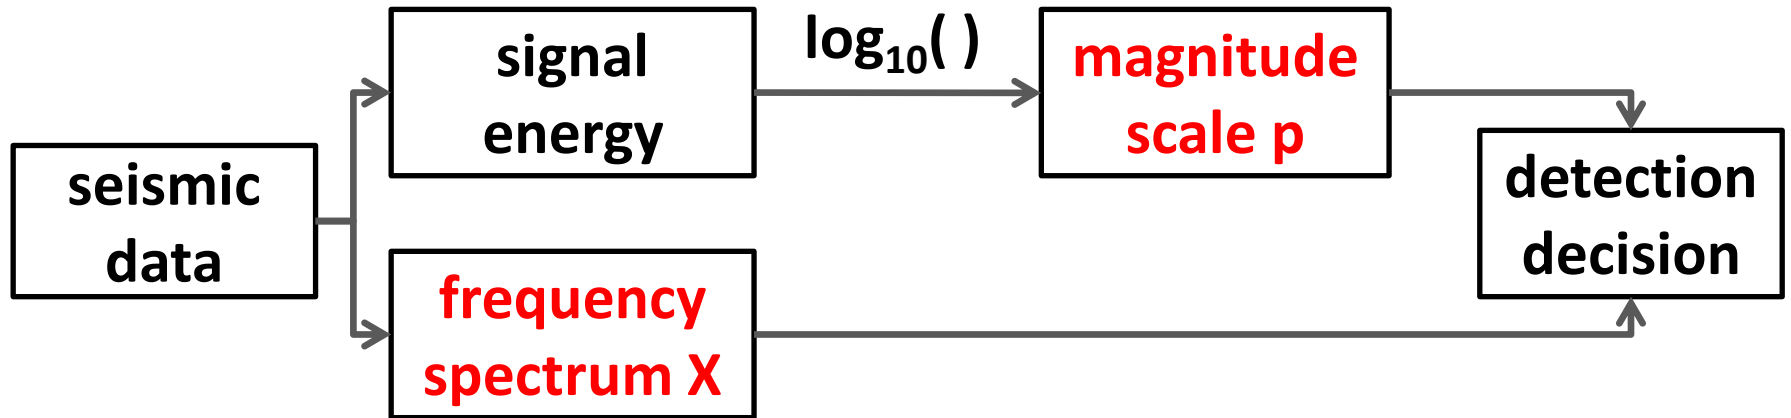 seismic
data
signal
energy
log₁₀( )
magnitude
scale p
frequency
spectrum X
detection
decision